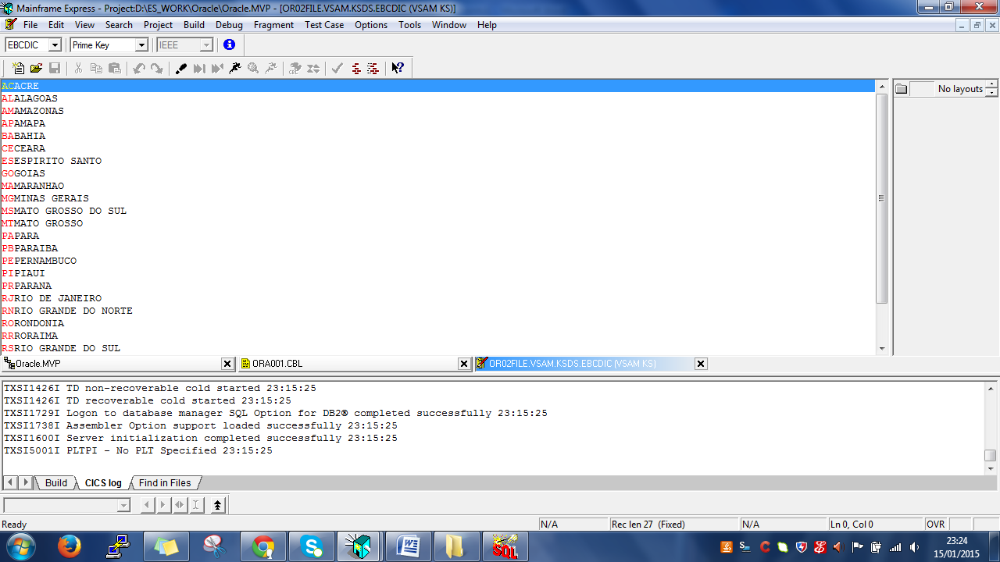 Mainframe Express - Project:D:\ES_WORK\Oracle\Oracle.MVP - [OR02FILE.VSAM.KSDS.EBCDIC (VSAM KS)]
File Edit View Search Project Build Debug Fragment Test Case Options Tools Window Help
EBCDIC Prime Key IEEE
No layouts
ACACRE
ALALAGOAS
AMAMAZONAS
APAMAPA
BABAHIA
CECEARA
ESESPIRITO SANTO
GOGOIAS
MAMARANHAO
MGMINAS GERAIS
MSMATO GROSSO DO SUL
MTMATO GROSSO
PAPARA
PBPARAIBA
PEPERNAMBUCO
PIPIAUI
PRPARANA
RJRIO DE JANEIRO
RNRIO GRANDE DO NORTE
RORONDONIA
RRRORAIMA
RSRIO GRANDE DO SUL
Oracle.MVP ORA001.CBL OR02FILE.VSAM.KSDS.EBCDIC (VSAM KS)
TXSI1426I TD non-recoverable cold started 23:15:25
TXSI1426I TD recoverable cold started 23:15:25
TXSI1729I Logon to database manager SQL Option for DB2® completed successfully 23:15:25
TXSI1738I Assembler Option support loaded successfully 23:15:25
TXSI1600I Server initialization completed successfully 23:15:25
TXSI5001I PLTPI - No PLT Specified 23:15:25
Build CICS log Find in Files
Ready N/A Rec len 27 (Fixed) N/A Ln 0, Col 0 OVR
SQL
23:24
15/01/2015